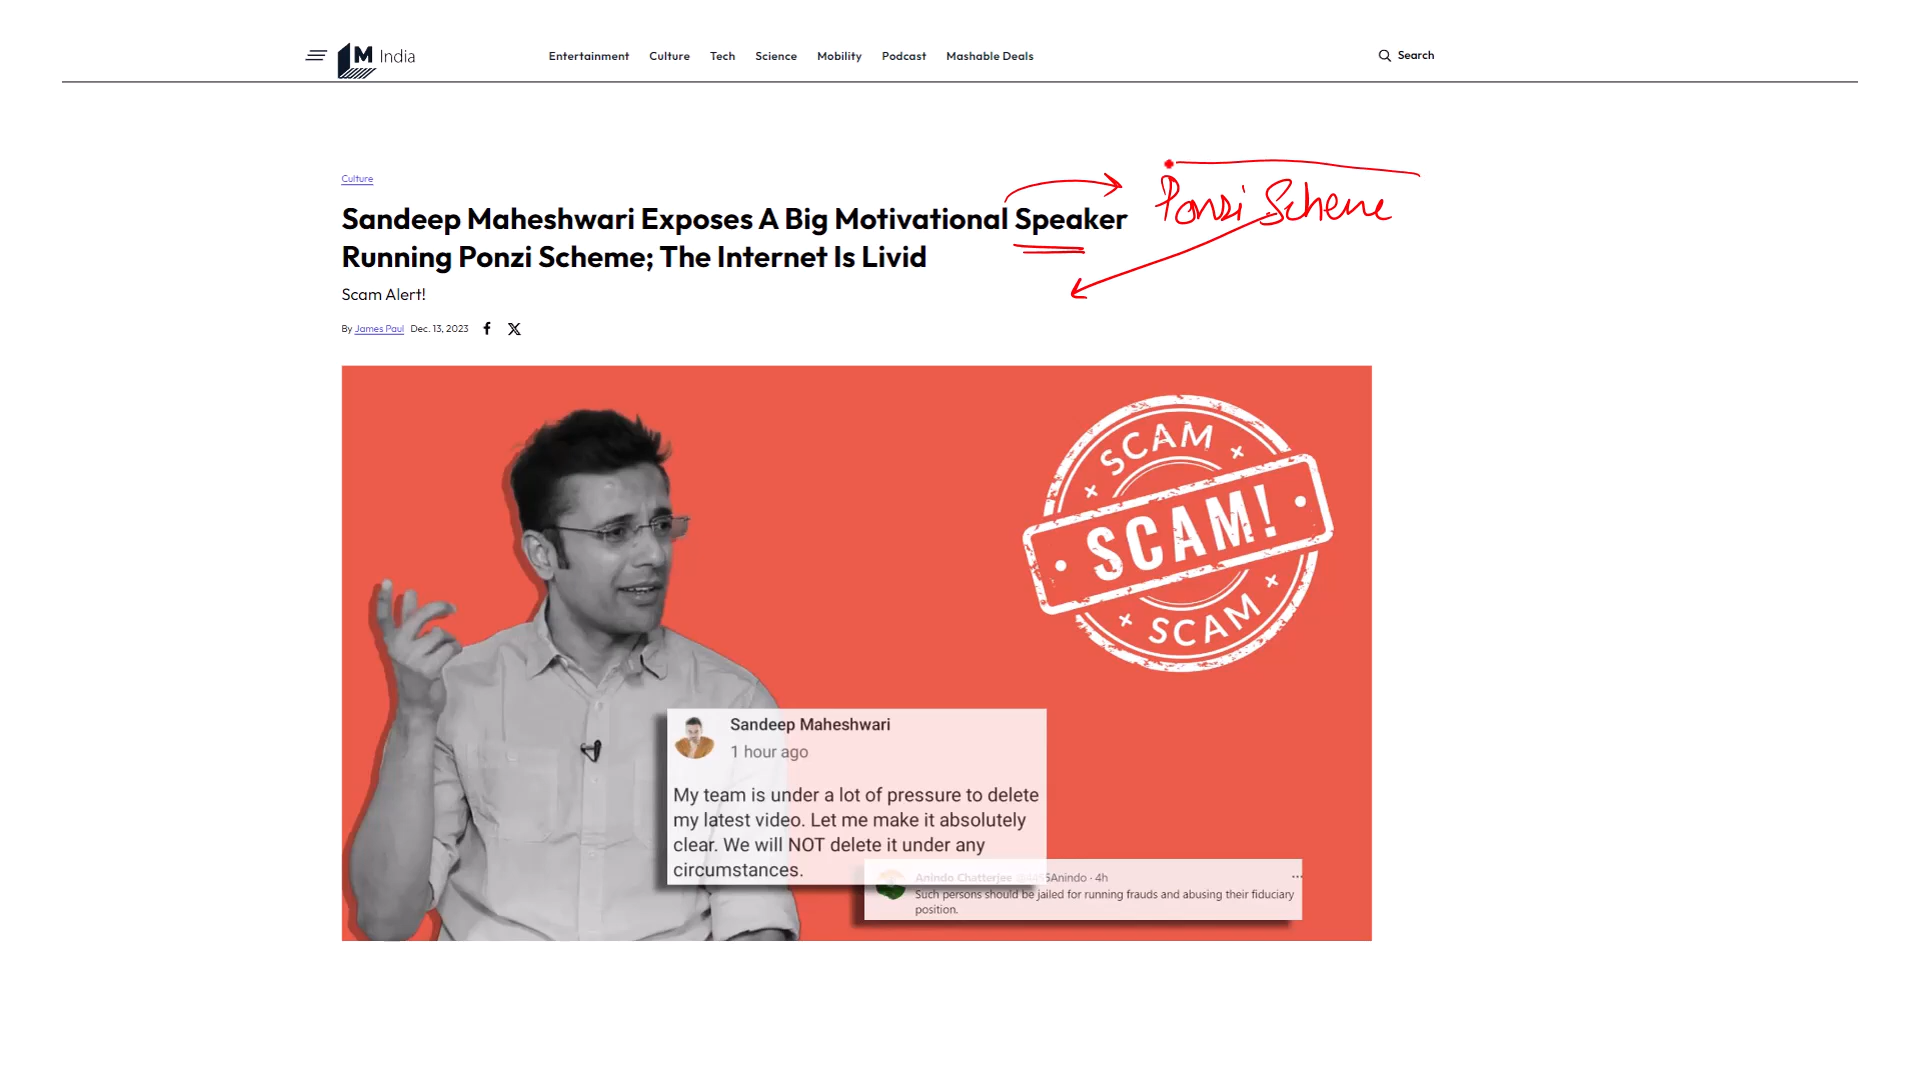 M India
Entertainment Culture Tech Science Mobility Podcast Mashable Deals
Search
Culture
Sandeep Maheshwari Exposes A Big Motivational Speaker
Running Ponzi Scheme; The Internet Is Livid
Ponzi Scheme
Scam Alert!
By James Paul Dec. 13, 2023
SCAM
SCAM!
SCAM
Sandeep Maheshwari
1 hour ago
My team is under a lot of pressure to delete
my latest video. Let me make it absolutely
clear. We will NOT delete it under any
circumstances.
Anindo Chatterjee @4495Anindo · 4h
Such persons should be jailed for running frauds and abusing their fiduciary
position.